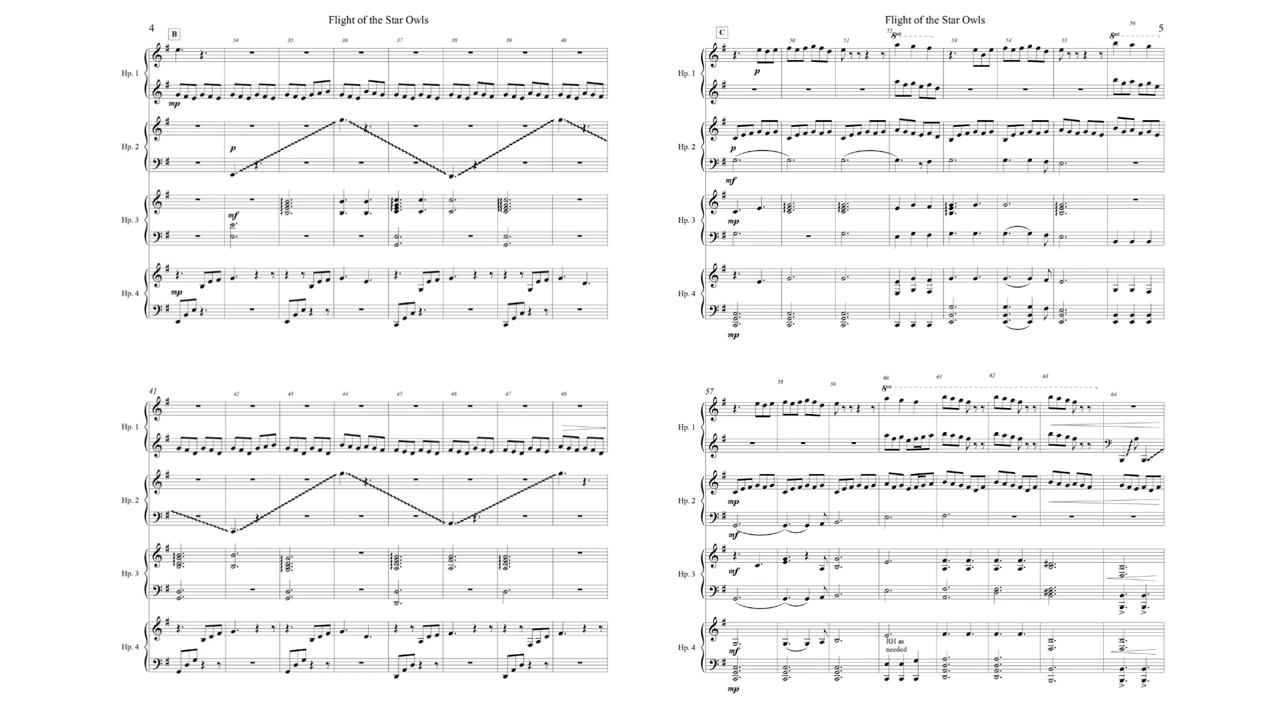 Flight of the Star Owls
4
B
34 35 36 37 38 39 40
Hp. 1
mp
Hp. 2
p
Hp. 3
mf
Hp. 4
mp
41 42 43 44 45 46 47 48
Hp. 1
Hp. 2
Hp. 3
Hp. 4
Flight of the Star Owls
5
C
50 51 52 53 54 55 56
8va
8va
Hp. 1
p
Hp. 2
p
mf
Hp. 3
mp
Hp. 4
mp
57 58 59 60 61 62 63 64
8va
Hp. 1
Hp. 2
mp
mf
Hp. 3
mf
Hp. 4
mf
RH as
needed
mp